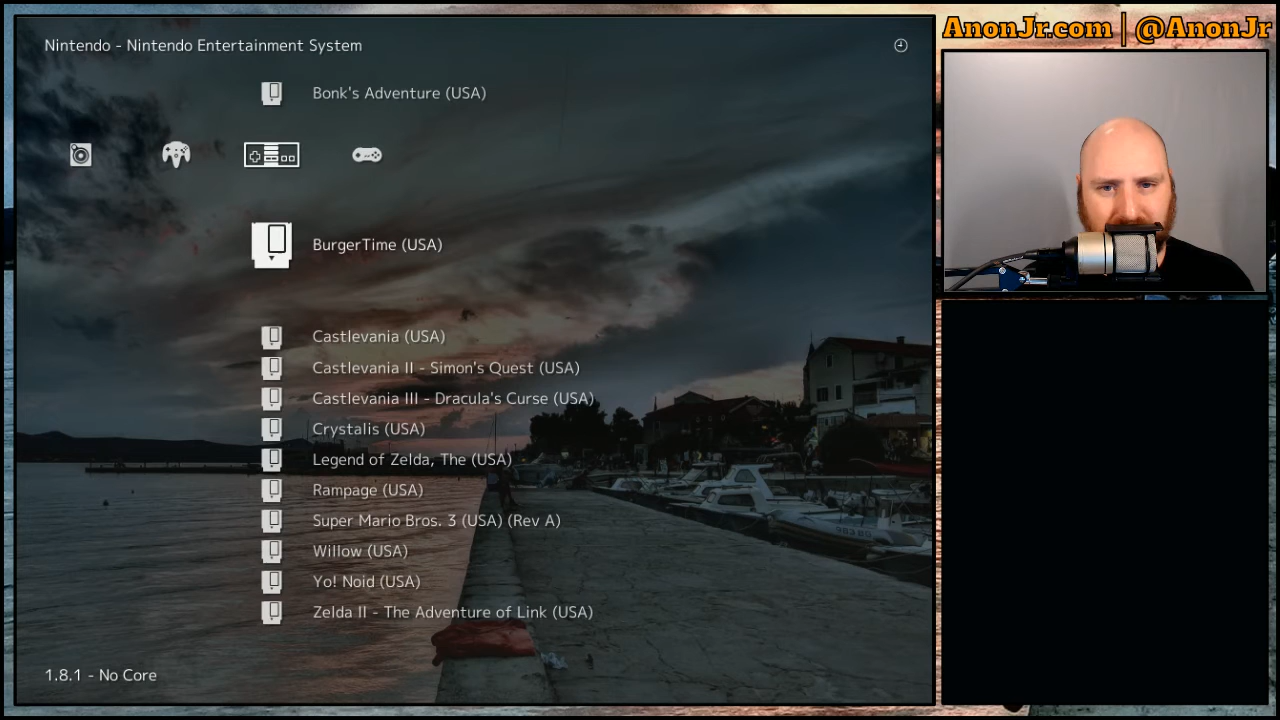 Nintendo - Nintendo Entertainment System
AnonJr.com | @AnonJr
Bonk's Adventure (USA)
BurgerTime (USA)
Castlevania (USA)
Castlevania II - Simon's Quest (USA)
Castlevania III - Dracula's Curse (USA)
Crystalis (USA)
Legend of Zelda, The (USA)
Rampage (USA)
Super Mario Bros. 3 (USA) (Rev A)
Willow (USA)
Yo! Noid (USA)
Zelda II - The Adventure of Link (USA)
1.8.1 - No Core